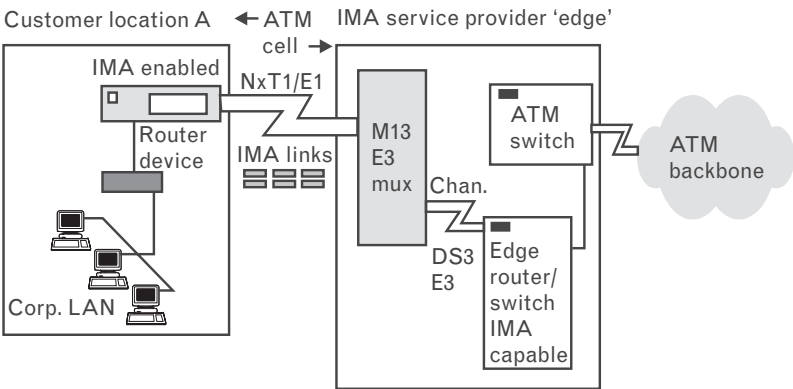 Customer location A
ATM
cell
IMA service provider 'edge'
IMA enabled
Router
device
Corp. LAN
NxT1/E1
IMA links
M13
E3
mux
Chan.
DS3
E3
Edge
router/
switch
IMA
capable
ATM
switch
ATM
backbone